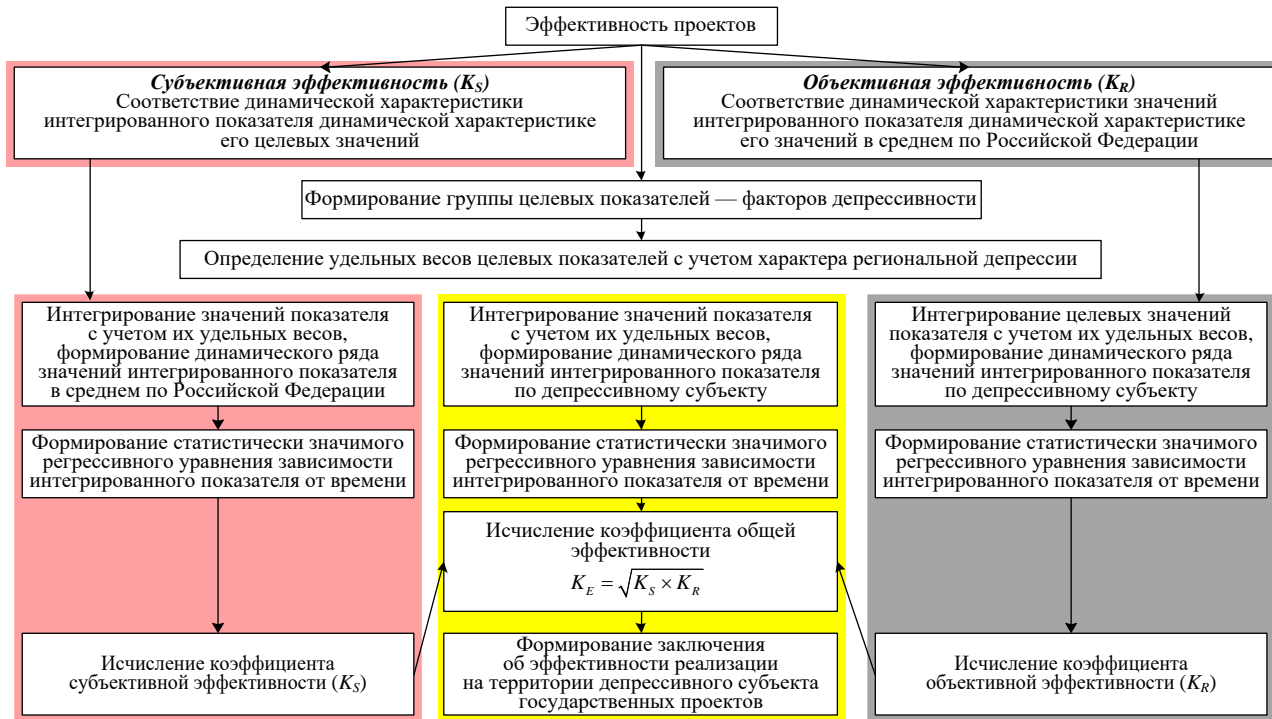 Эффективность проектов
Субъективная эффективность (K_S)
Соответствие динамической характеристики
интегрированного показателя динамической характеристике
его целевых значений
Объективная эффективность (K_R)
Соответствие динамической характеристики значений
интегрированного показателя динамической характеристике
его значений в среднем по Российской Федерации
Формирование группы целевых показателей — факторов депрессивности
Определение удельных весов целевых показателей с учетом характера региональной депрессии
Интегрирование значений показателя
с учетом их удельных весов,
формирование динамического ряда
значений интегрированного показателя
в среднем по Российской Федерации
Формирование статистически значимого
регрессивного уравнения зависимости
интегрированного показателя от времени
Исчисление коэффициента
субъективной эффективности (K_S)
Интегрирование значений показателя
с учетом их удельных весов,
формирование динамического ряда
значений интегрированного показателя
по депрессивному субъекту
Формирование статистически значимого
регрессивного уравнения зависимости
интегрированного показателя от времени
Исчисление коэффициента общей
эффективности
K_E = √(K_S × K_R)
Формирование заключения
об эффективности реализации
на территории депрессивного субъекта
государственных проектов
Интегрирование целевых значений
показателя с учетом их удельных весов,
формирование динамического ряда
значений интегрированного показателя
по депрессивному субъекту
Формирование статистически значимого
регрессивного уравнения зависимости
интегрированного показателя от времени
Исчисление коэффициента
объективной эффективности (K_R)